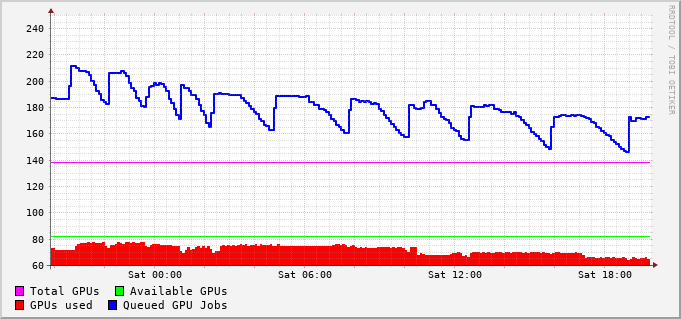 240
220
200
180
160
140
120
100
80
60
Sat 00:00 Sat 06:00 Sat 12:00 Sat 18:00
Total GPUs Available GPUs
GPUs used Queued GPU Jobs
RRDTOOL / TOBI OETIKER